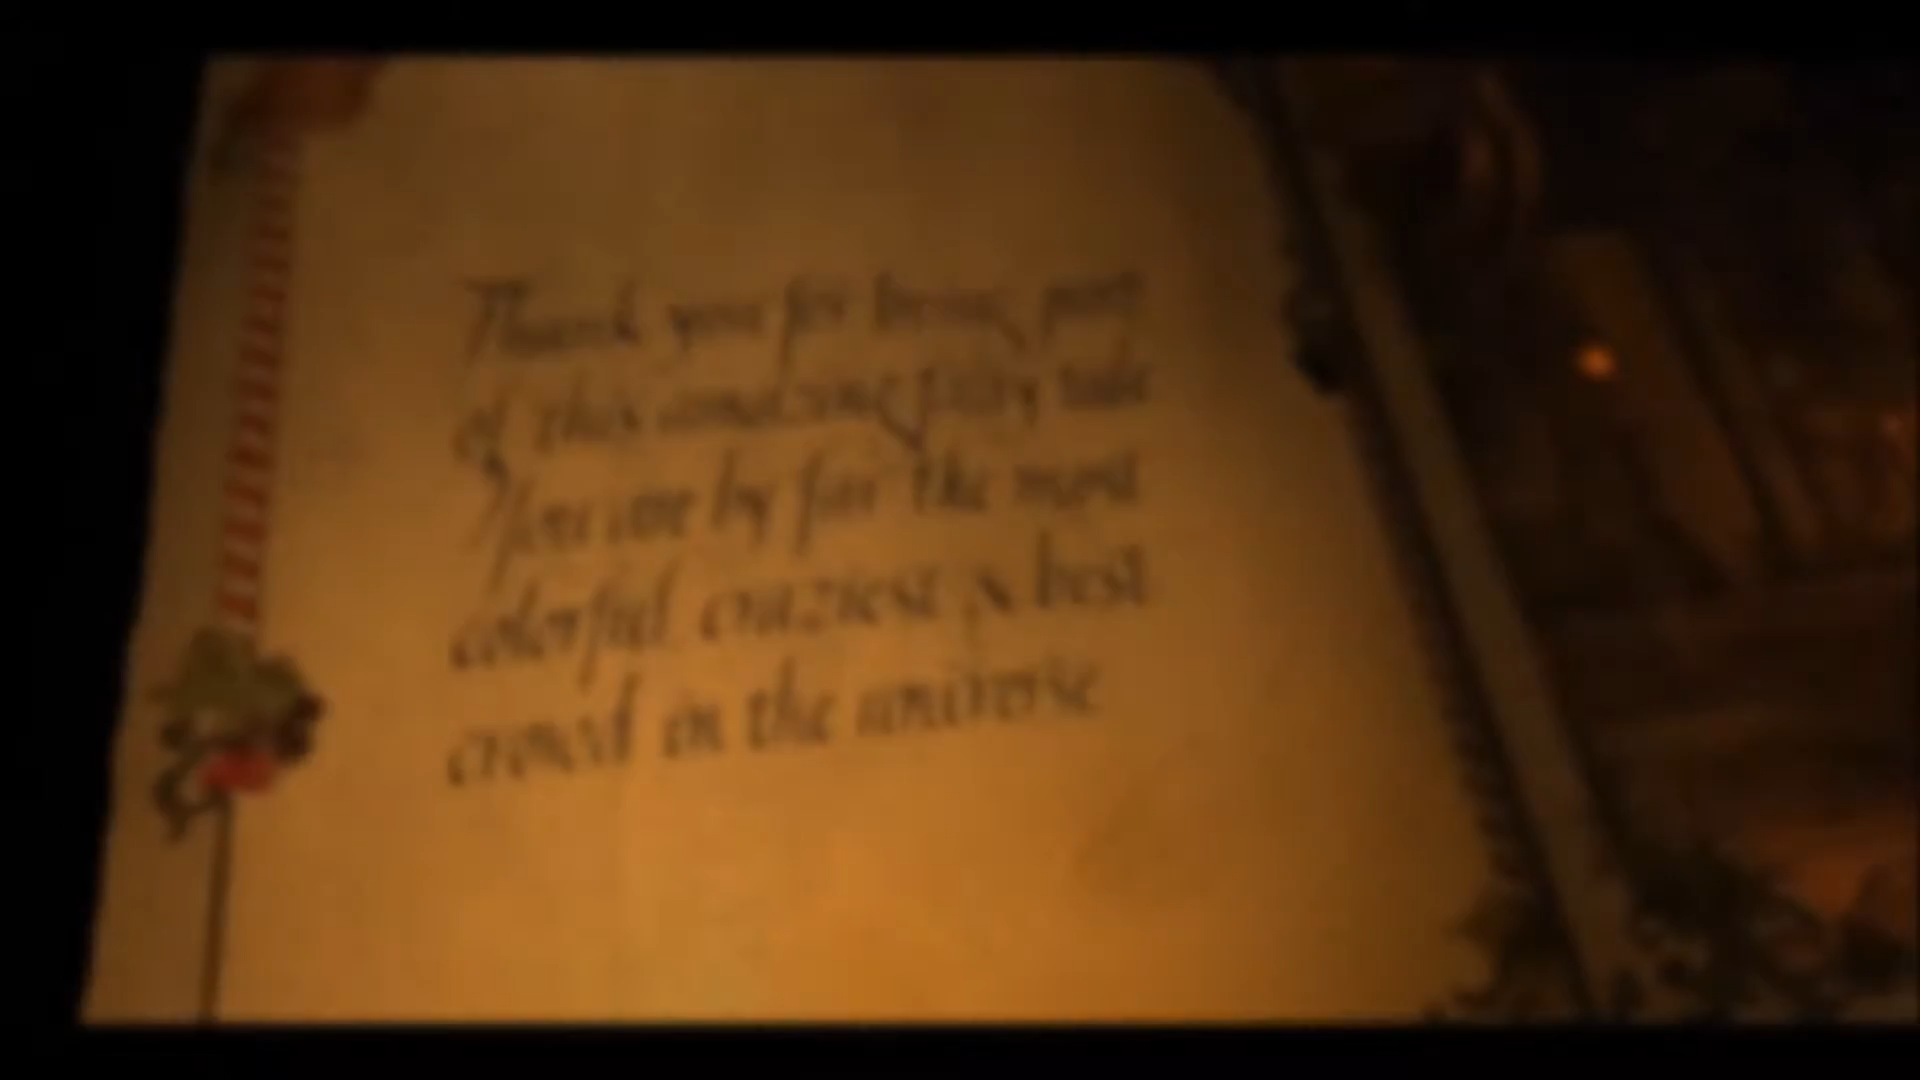 Thank you for being part
of this amazing fairy tale
You are by far the most
colorful, craziest & best
crowd in the universe